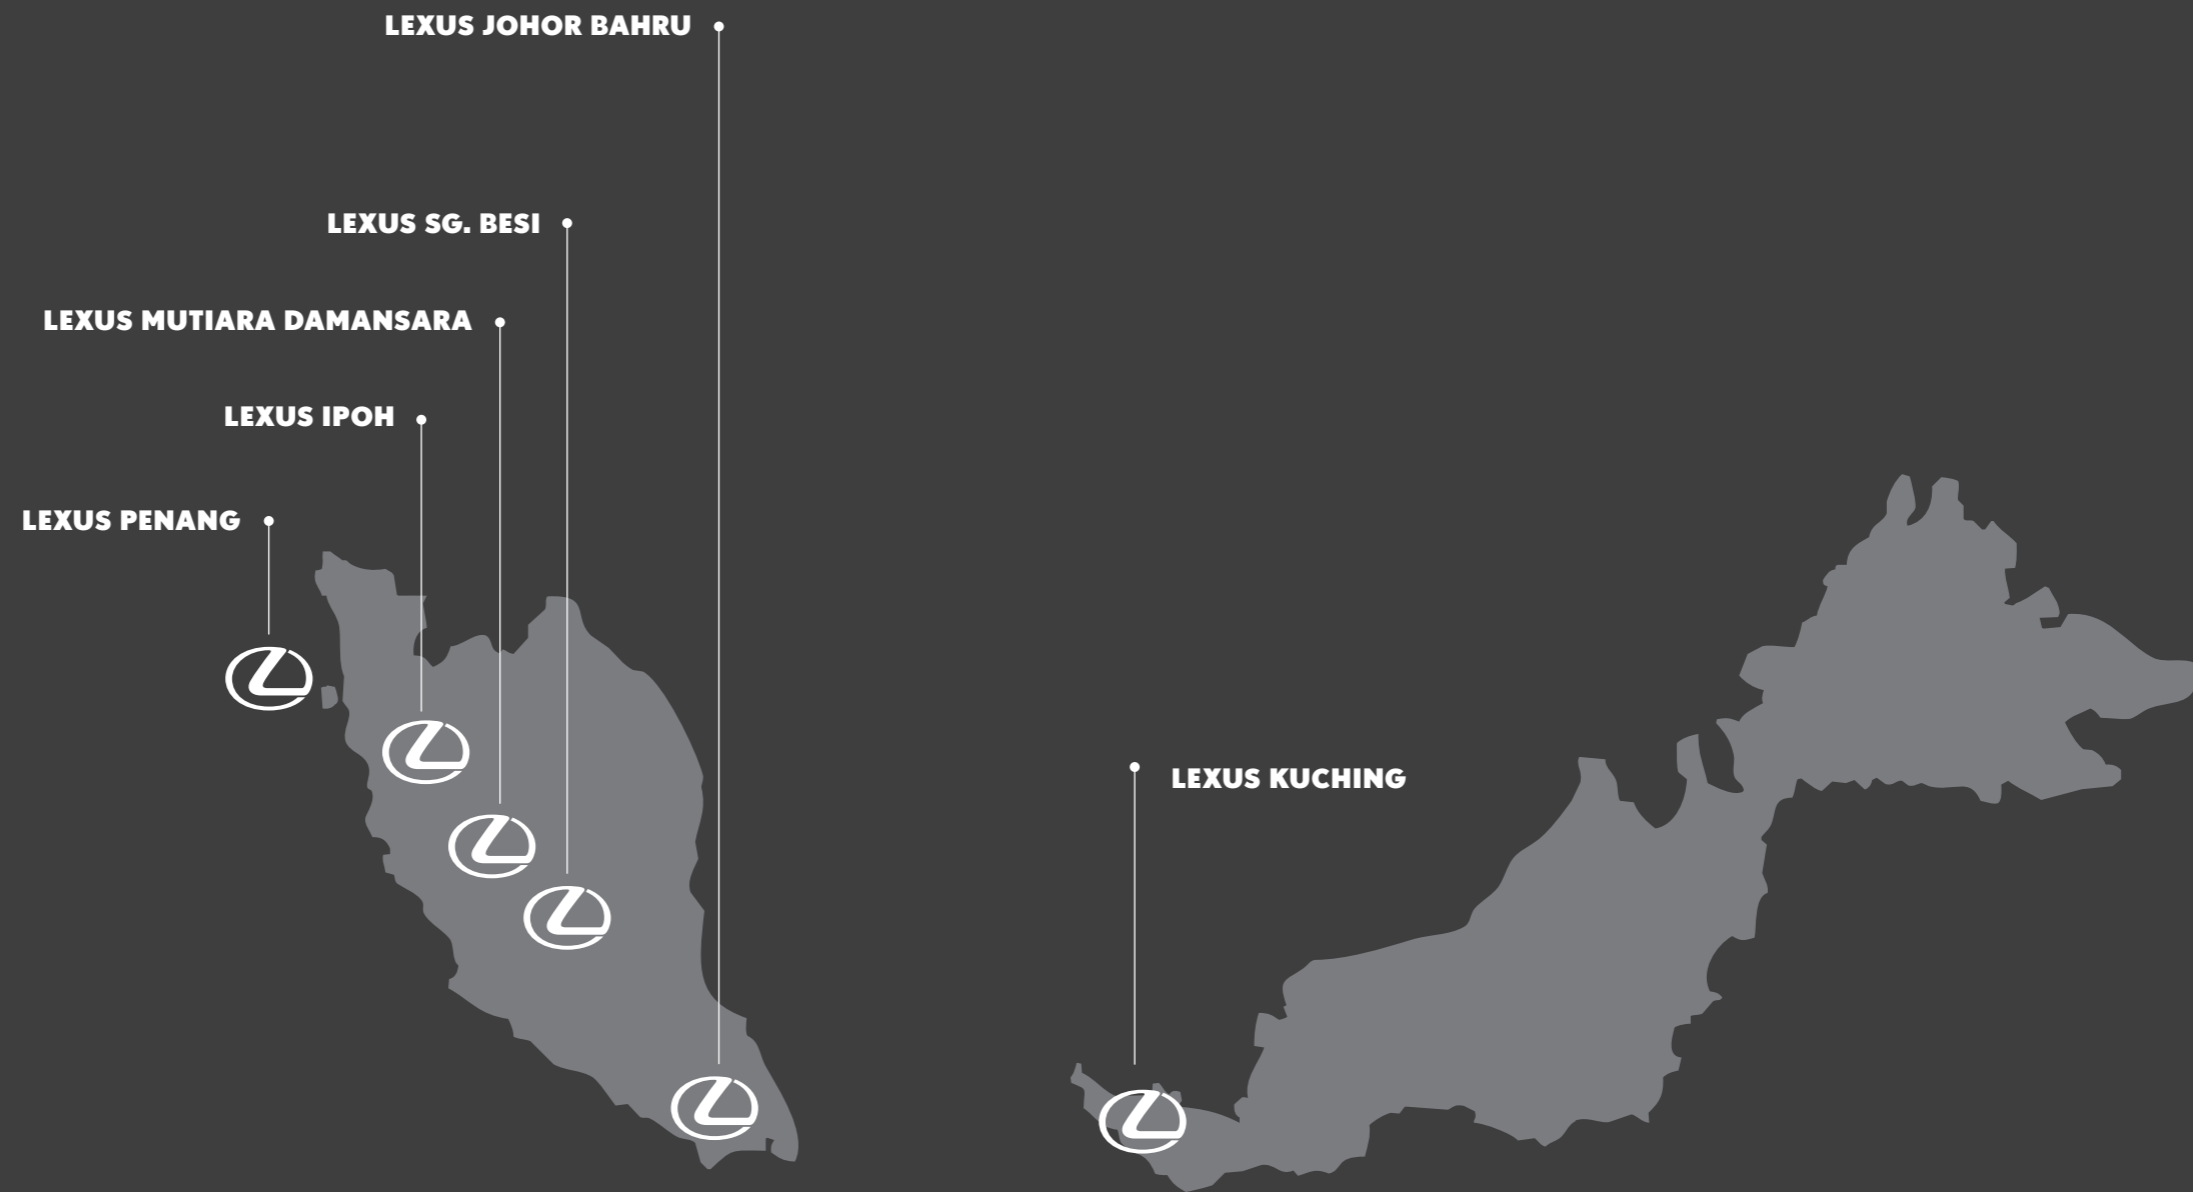 LEXUS JOHOR BAHRU
LEXUS SG. BESI
LEXUS MUTIARA DAMANSARA
LEXUS IPOH
LEXUS PENANG
LEXUS KUCHING